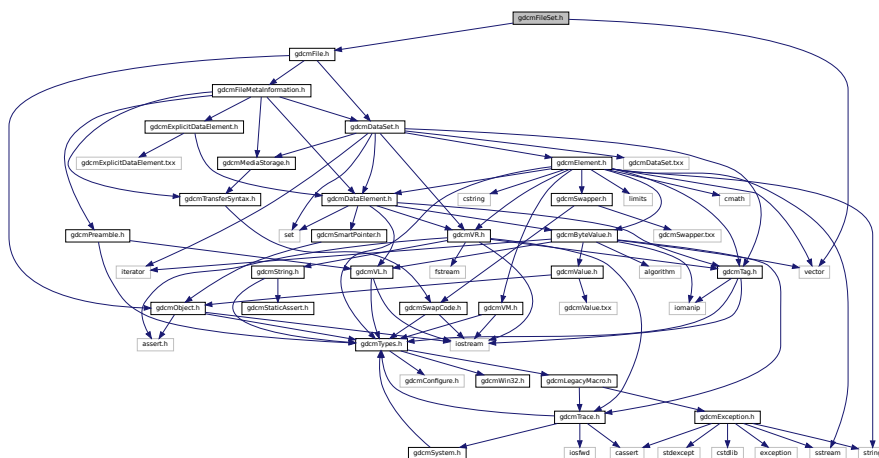 gdcmFileSet.h
gdcmFile.h
gdcmFileMetaInformation.h
gdcmExplicitDataElement.h
gdcmDataSet.h
gdcmExplicitDataElement.txx
gdcmMediaStorage.h
gdcmElement.h
gdcmDataSet.txx
gdcmTransferSyntax.h
gdcmDataElement.h
cstring
gdcmSwapper.h
limits
cmath
gdcmPreamble.h
set
gdcmSmartPointer.h
gdcmVR.h
gdcmByteValue.h
gdcmSwapper.txx
iterator
gdcmString.h
gdcmVL.h
fstream
gdcmValue.h
algorithm
gdcmTag.h
vector
gdcmObject.h
gdcmStaticAssert.h
gdcmSwapCode.h
gdcmVM.h
gdcmValue.txx
iomanip
assert.h
gdcmTypes.h
iostream
gdcmConfigure.h
gdcmWin32.h
gdcmLegacyMacro.h
gdcmTrace.h
gdcmException.h
gdcmSystem.h
iosfwd
cassert
stdexcept
cstdlib
exception
sstream
string